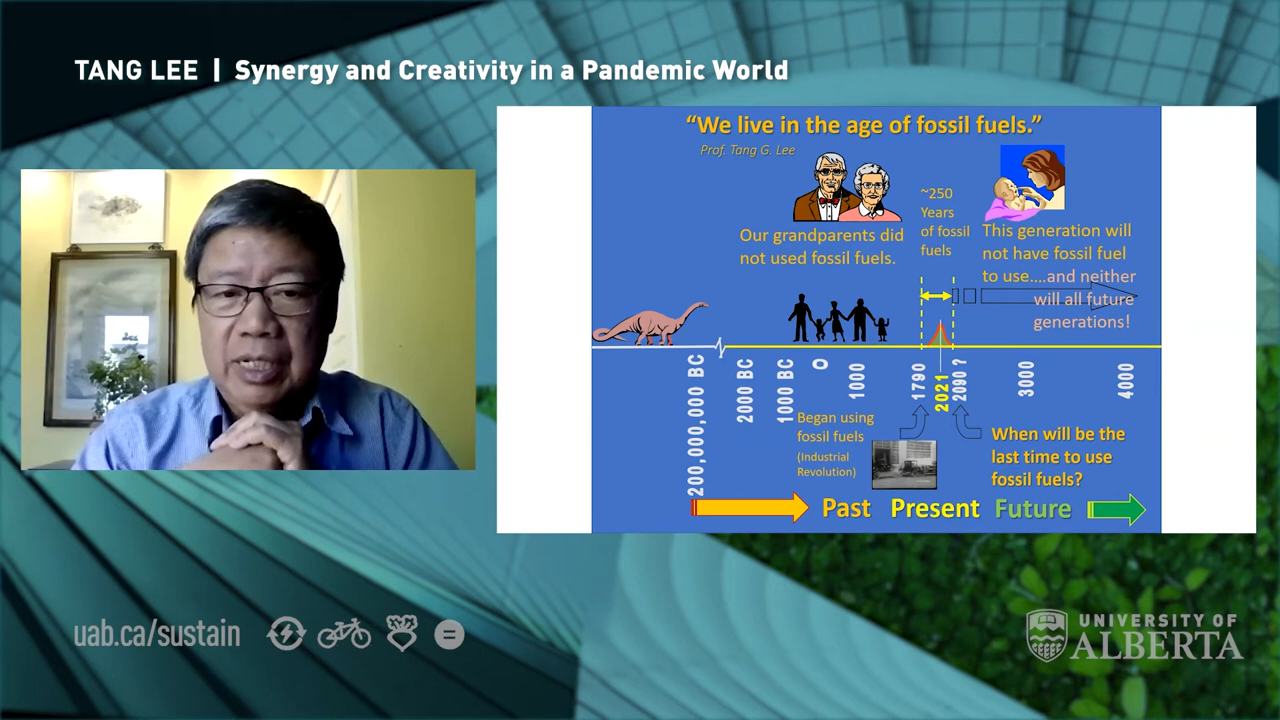 TANG LEE | Synergy and Creativity in a Pandemic World
“We live in the age of fossil fuels.”
Prof. Tang G. Lee
Our grandparents did
not used fossil fuels.
~250
Years
of fossil
fuels
This generation will
not have fossil fuel
to use....and neither
will all future
generations!
200,000,000 BC
2000 BC
1000 BC
0
1000
1790
2021
2090 ?
3000
4000
Began using
fossil fuels
(Industrial
Revolution)
When will be the
last time to use
fossil fuels?
Past Present Future
uab.ca/sustain
UNIVERSITY OF
ALBERTA